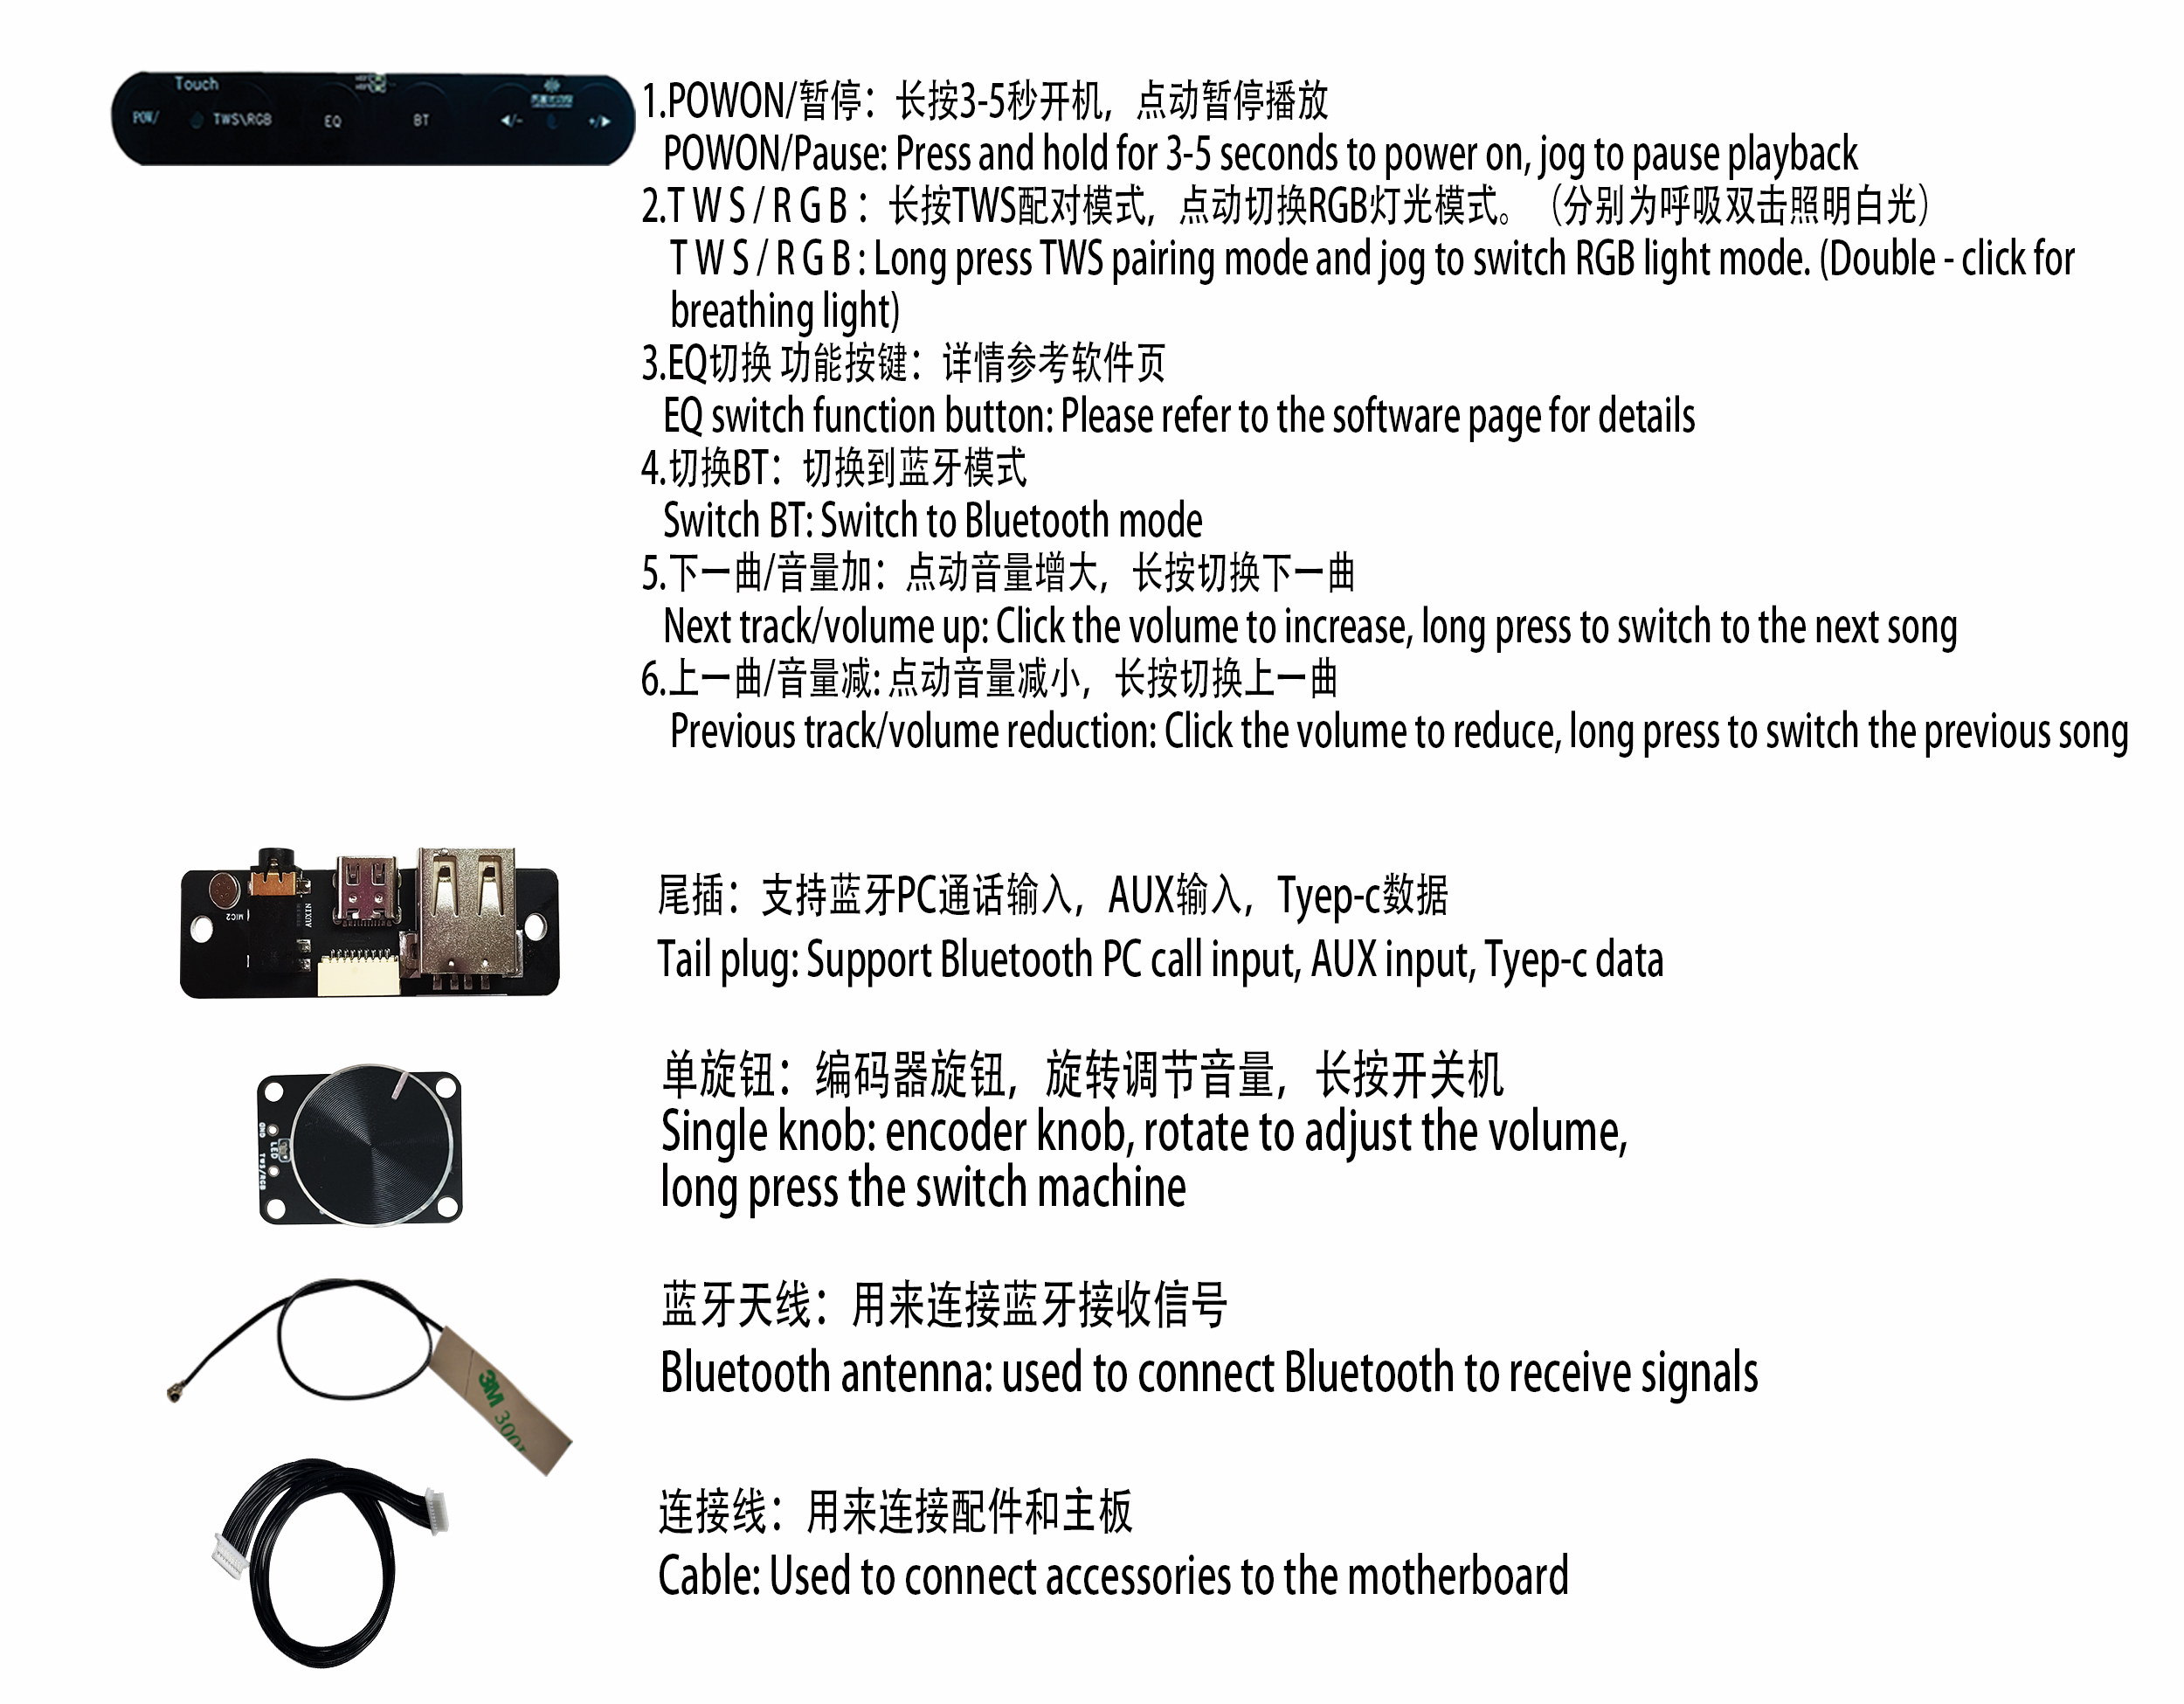 Touch
POW/ TWS\RGB EQ BT ◀/- +/▶
1.POWON/暂停：长按3-5秒开机，点动暂停播放
POWON/Pause: Press and hold for 3-5 seconds to power on, jog to pause playback
2.T W S / R G B：长按TWS配对模式，点动切换RGB灯光模式。（分别为呼吸双击照明白光）
T W S / R G B : Long press TWS pairing mode and jog to switch RGB light mode. (Double - click for
breathing light)
3.EQ切换 功能按键：详情参考软件页
EQ switch function button: Please refer to the software page for details
4.切换BT：切换到蓝牙模式
Switch BT: Switch to Bluetooth mode
5.下一曲/音量加：点动音量增大，长按切换下一曲
Next track/volume up: Click the volume to increase, long press to switch to the next song
6.上一曲/音量减: 点动音量减小，长按切换上一曲
Previous track/volume reduction: Click the volume to reduce, long press to switch the previous song
MIC2
NIXUAY
尾插：支持蓝牙PC通话输入，AUX输入，Tyep-c数据
Tail plug: Support Bluetooth PC call input, AUX input, Tyep-c data
GND
LED
TWS/RGB
单旋钮：编码器旋钮，旋转调节音量，长按开关机
Single knob: encoder knob, rotate to adjust the volume,
long press the switch machine
3M 300
蓝牙天线：用来连接蓝牙接收信号
Bluetooth antenna: used to connect Bluetooth to receive signals
连接线：用来连接配件和主板
Cable: Used to connect accessories to the motherboard